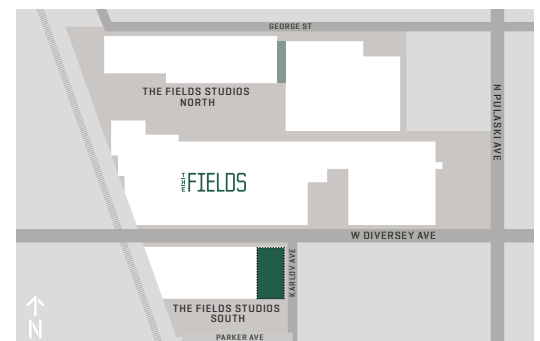 GEORGE ST
THE FIELDS STUDIOS
NORTH
N PULASKI AVE
THE FIELDS
W DIVERSEY AVE
KARLOV AVE
THE FIELDS STUDIOS
SOUTH
PARKER AVE
N